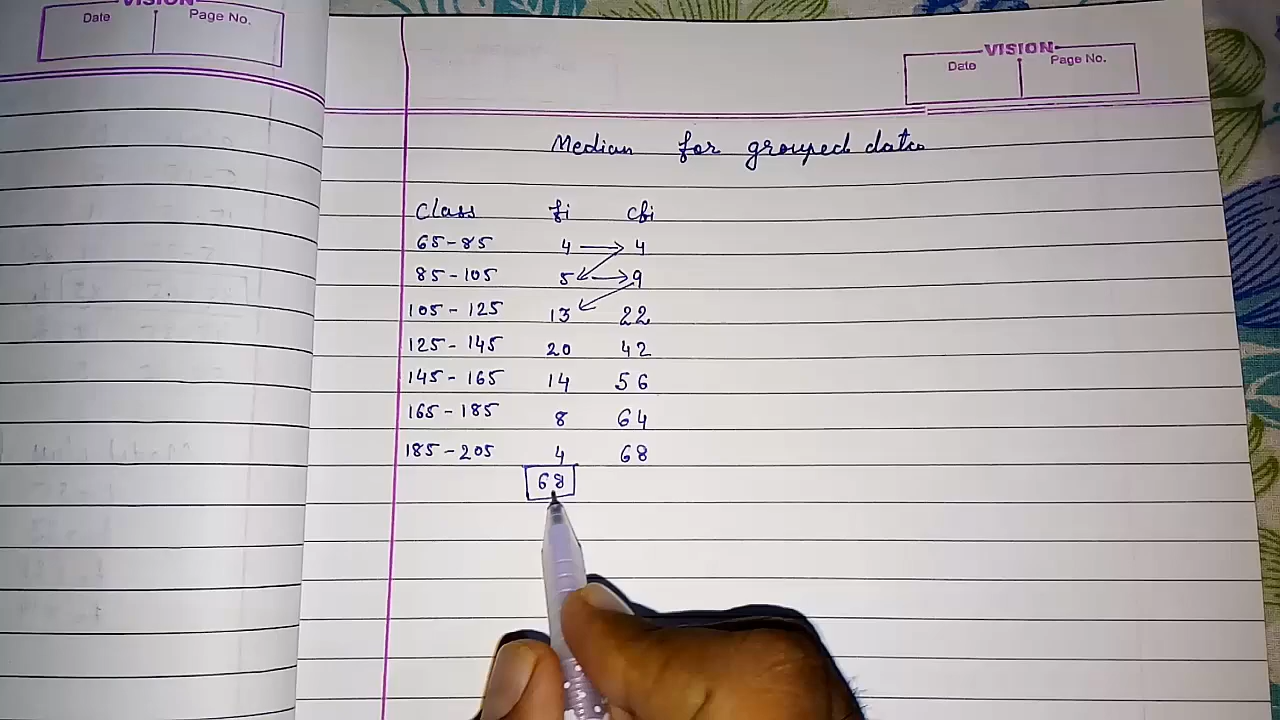 VISION
Date Page No.
VISION
Date Page No.
Median for grouped data
Class fi cfi
65-85 4 4
85-105 5 9
105-125 13 22
125-145 20 42
145-165 14 56
165-185 8 64
185-205 4 68
68